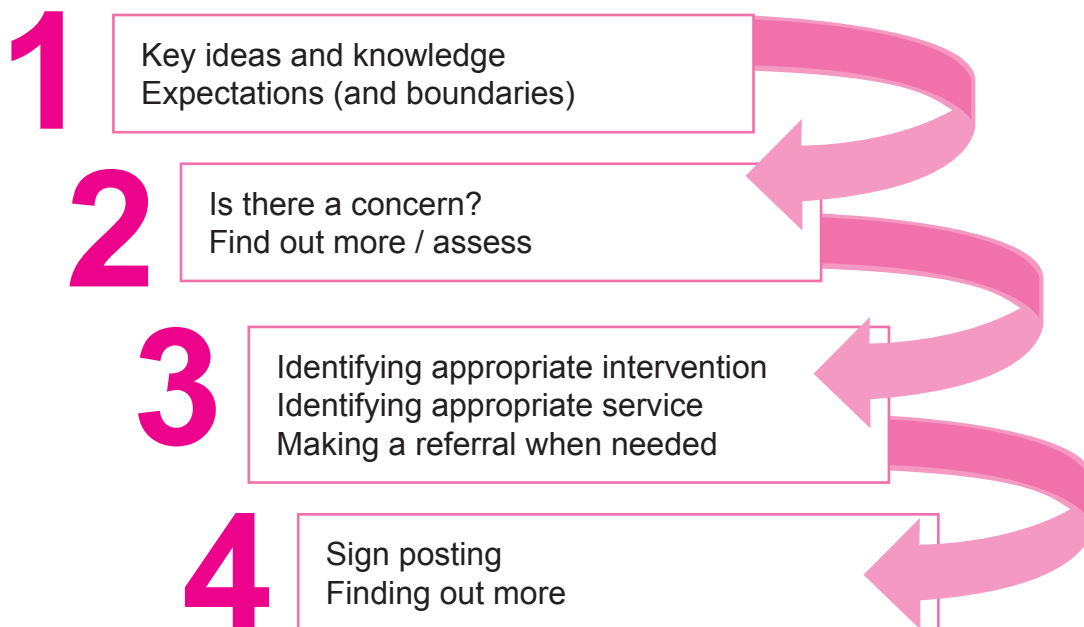 1
Key ideas and knowledge
Expectations (and boundaries)
2
Is there a concern?
Find out more / assess
3
Identifying appropriate intervention
Identifying appropriate service
Making a referral when needed
4
Sign posting
Finding out more